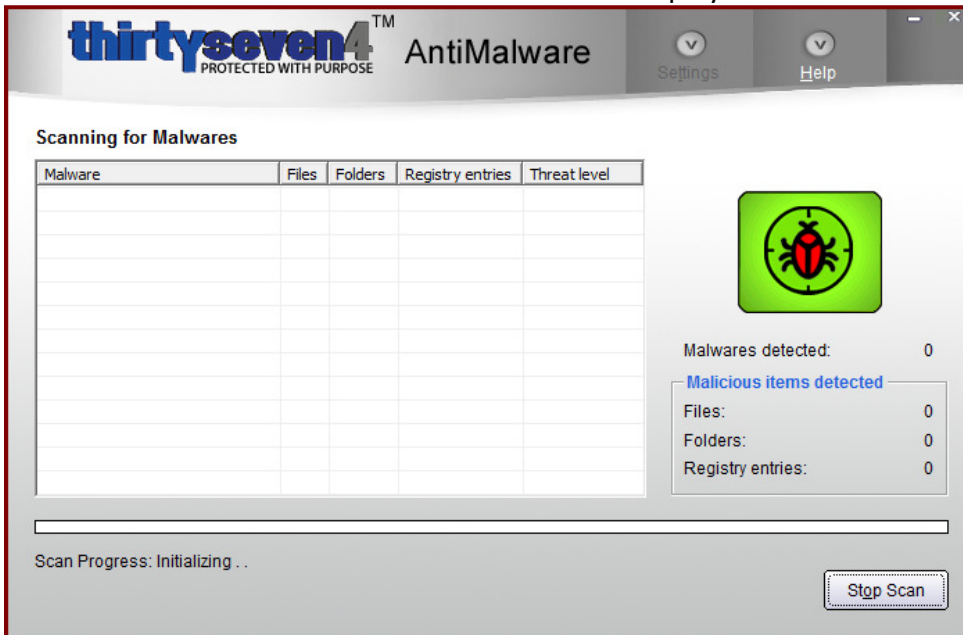 thirtyseven4™
PROTECTED WITH PURPOSE
AntiMalware
Settings
Help
Scanning for Malwares
Malware Files Folders Registry entries Threat level
Malwares detected: 0
Malicious items detected
Files: 0
Folders: 0
Registry entries: 0
Scan Progress: Initializing . .
Stop Scan